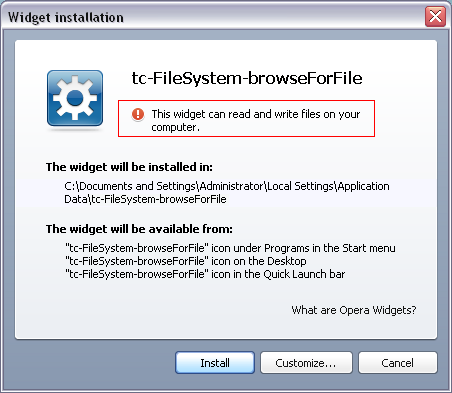 Widget installation
tc-FileSystem-browseForFile
This widget can read and write files on your
computer.
The widget will be installed in:
C:\Documents and Settings\Administrator\Local Settings\Application
Data\tc-FileSystem-browseForFile
The widget will be available from:
"tc-FileSystem-browseForFile" icon under Programs in the Start menu
"tc-FileSystem-browseForFile" icon on the Desktop
"tc-FileSystem-browseForFile" icon in the Quick Launch bar
What are Opera Widgets?
Install
Customize...
Cancel